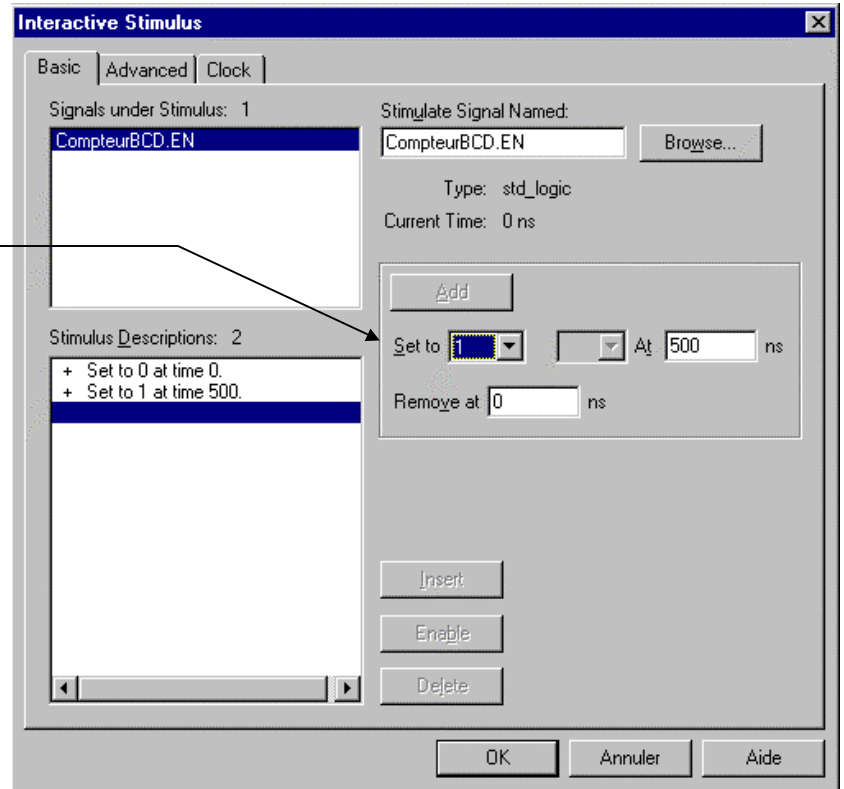 Interactive Stimulus
Basic Advanced Clock
Signals under Stimulus: 1
CompteurBCD.EN
Stimulate Signal Named:
CompteurBCD.EN Browse...
Type: std_logic
Current Time: 0 ns
Add
Set to 1 At 500 ns
Remove at 0 ns
Stimulus Descriptions: 2
+ Set to 0 at time 0.
+ Set to 1 at time 500.
Insert
Enable
Delete
OK Annuler Aide